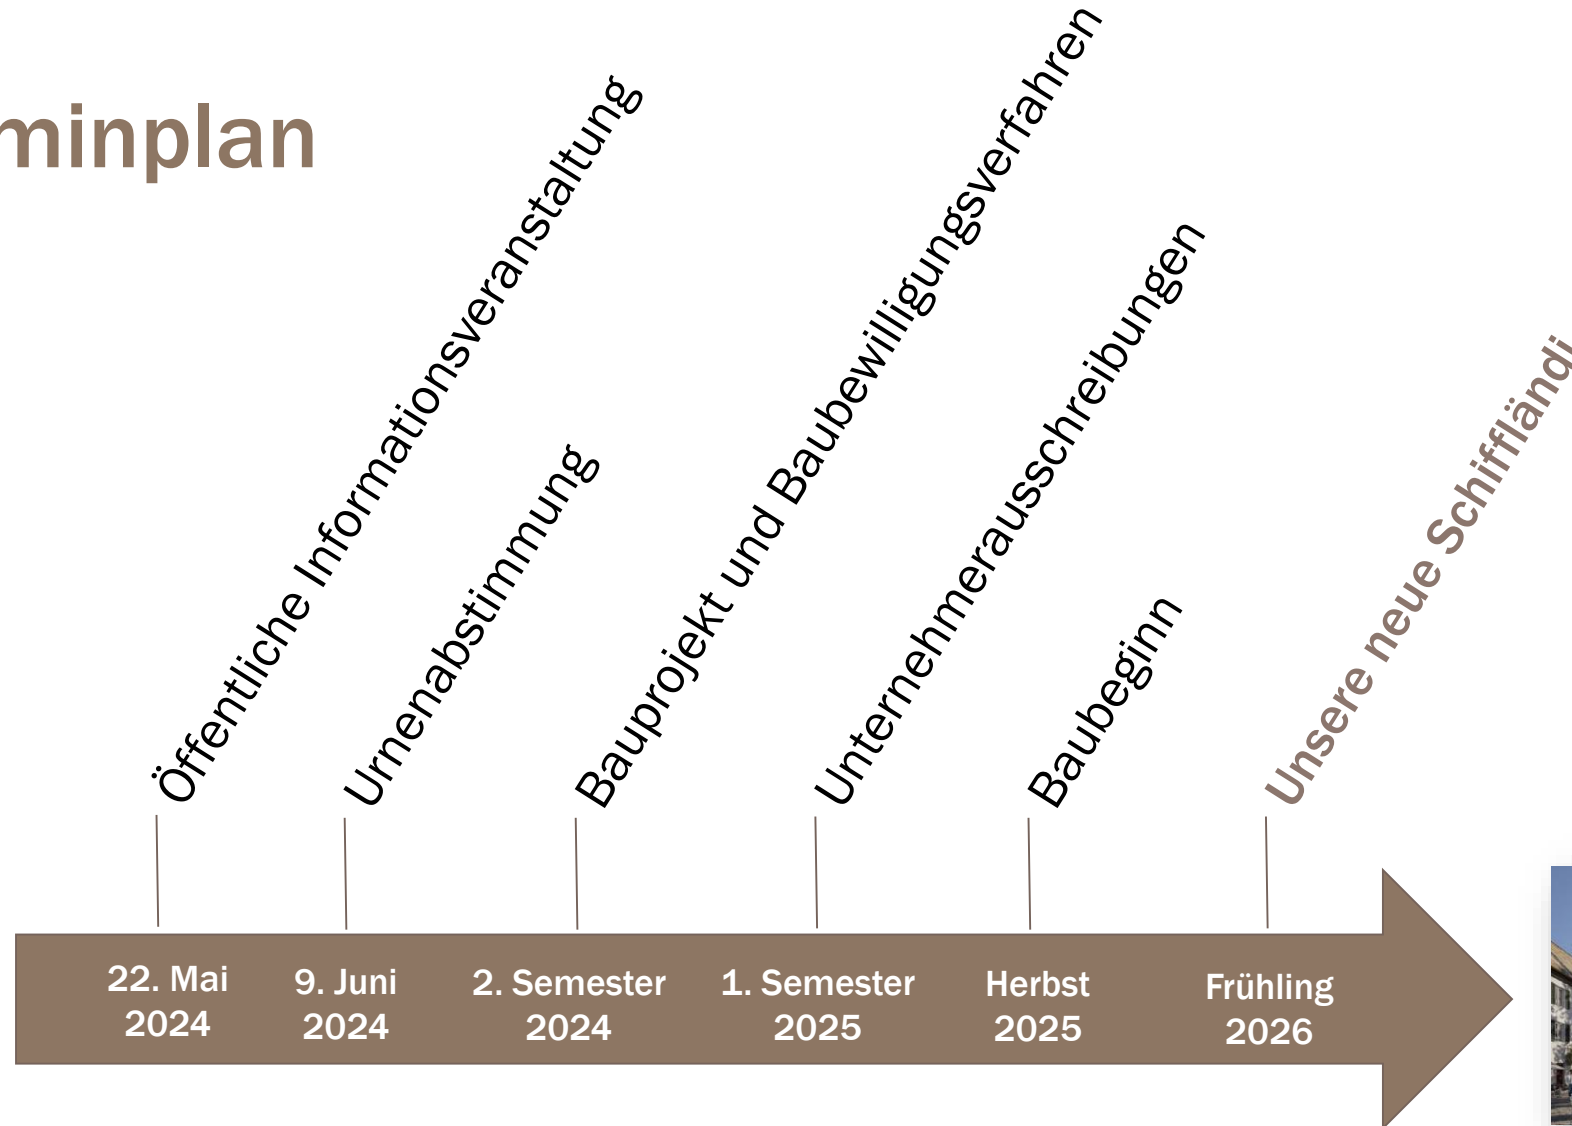 minplan
Öffentliche Informationsveranstaltung
Urnenabstimmung
Bauprojekt und Baubewilligungsverfahren
Unternehmerausschreibungen
Baubeginn
Unsere neue Schiffländi
22. Mai
2024
9. Juni
2024
2. Semester
2024
1. Semester
2025
Herbst
2025
Frühling
2026